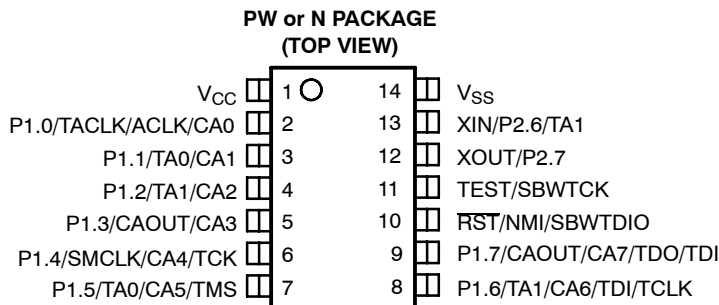 PW or N PACKAGE
(TOP VIEW)
VCC 1 14 VSS
P1.0/TACLK/ACLK/CA0 2 13 XIN/P2.6/TA1
P1.1/TA0/CA1 3 12 XOUT/P2.7
P1.2/TA1/CA2 4 11 TEST/SBWTCK
P1.3/CAOUT/CA3 5 10 RST/NMI/SBWTDIO
P1.4/SMCLK/CA4/TCK 6 9 P1.7/CAOUT/CA7/TDO/TDI
P1.5/TA0/CA5/TMS 7 8 P1.6/TA1/CA6/TDI/TCLK